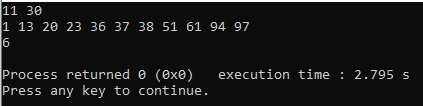 11 30
1 13 20 23 36 37 38 51 61 94 97
6
Process returned 0 (0x0)   execution time : 2.795 s
Press any key to continue.